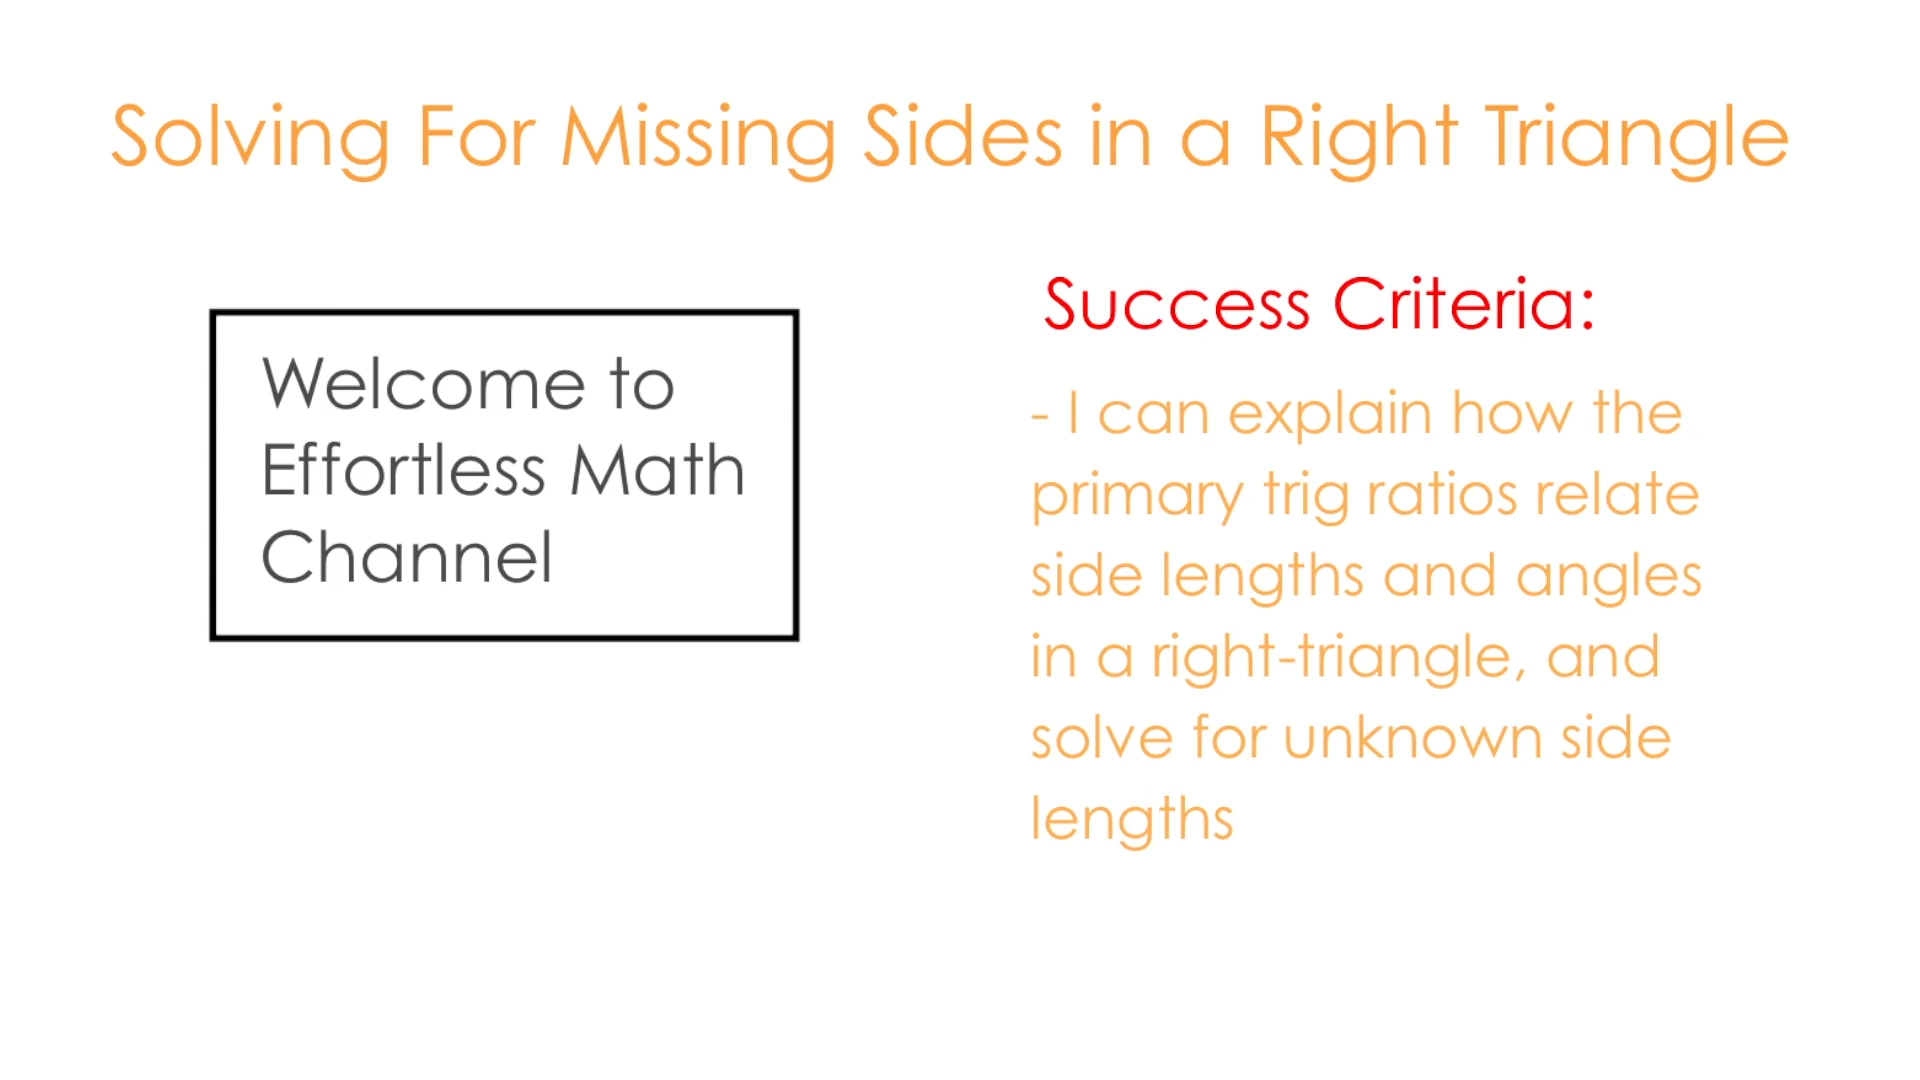 Solving For Missing Sides in a Right Triangle
Welcome to
Effortless Math
Channel
Success Criteria:
- I can explain how the
primary trig ratios relate
side lengths and angles
in a right-triangle, and
solve for unknown side
lengths